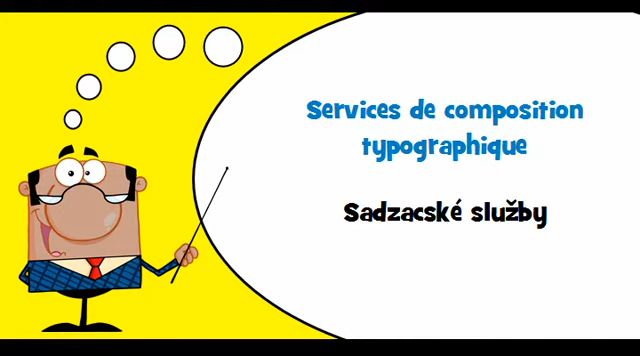 Services de composition
typographique
Sadzacské služby